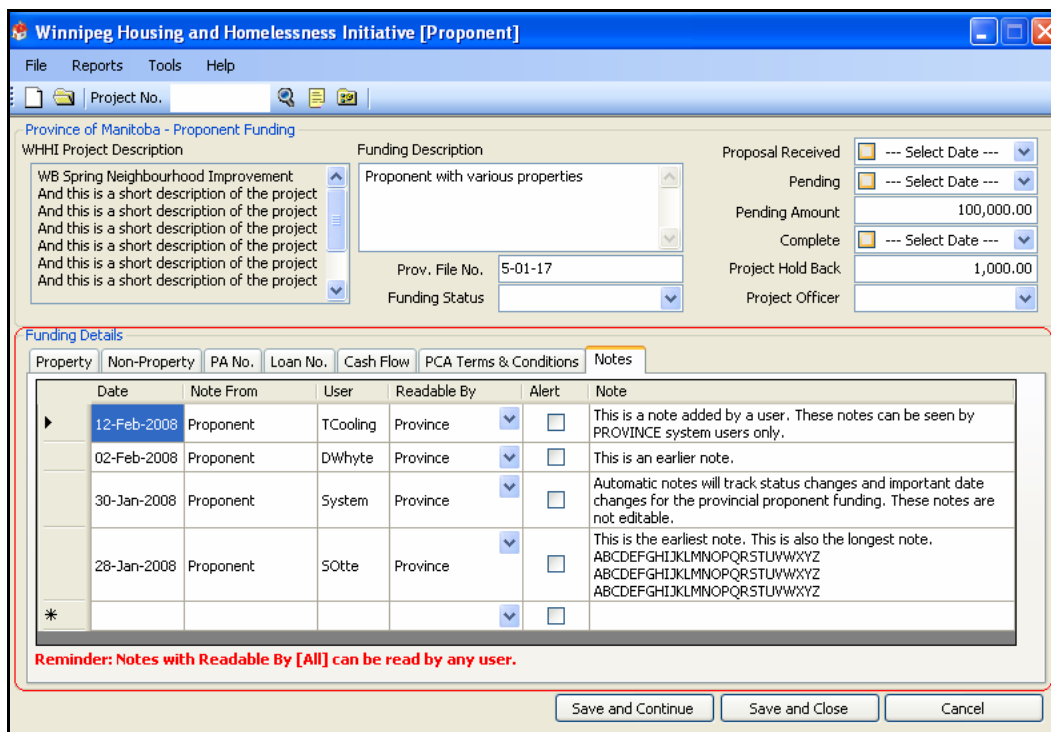 Winnipeg Housing and Homelessness Initiative [Proponent]
File Reports Tools Help
Project No.
Province of Manitoba - Proponent Funding
WHHI Project Description
WB Spring Neighbourhood Improvement
And this is a short description of the project
And this is a short description of the project
And this is a short description of the project
And this is a short description of the project
And this is a short description of the project
And this is a short description of the project
Funding Description
Proponent with various properties
Prov. File No. 5-01-17
Funding Status
Proposal Received --- Select Date ---
Pending --- Select Date ---
Pending Amount 100,000.00
Complete --- Select Date ---
Project Hold Back 1,000.00
Project Officer
Funding Details
Property Non-Property PA No. Loan No. Cash Flow PCA Terms & Conditions Notes
Date Note From User Readable By Alert Note
12-Feb-2008 Proponent TCooling Province
This is a note added by a user. These notes can be seen by
PROVINCE system users only.
02-Feb-2008 Proponent DWhyte Province This is an earlier note.
30-Jan-2008 Proponent System Province
Automatic notes will track status changes and important date
changes for the provincial proponent funding. These notes are
not editable.
28-Jan-2008 Proponent SOtte Province
This is the earliest note. This is also the longest note.
ABCDEFGHIJKLMNOPQRSTUVWXYZ
ABCDEFGHIJKLMNOPQRSTUVWXYZ
ABCDEFGHIJKLMNOPQRSTUVWXYZ
Reminder: Notes with Readable By [All] can be read by any user.
Save and Continue Save and Close Cancel